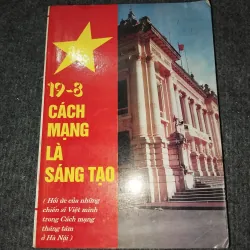 19-8
CÁCH
MẠNG
LÀ
SÁNG TẠO
( Hồi ức của những
chiến sĩ Việt minh
trong Cách mạng
tháng tám
ở Hà Nội )